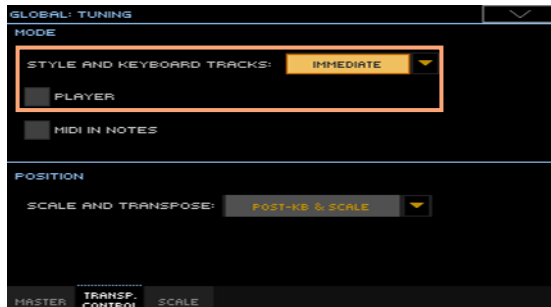 GLOBAL: TUNING
MODE
STYLE AND KEYBOARD TRACKS: IMMEDIATE
PLAYER
MIDI IN NOTES
POSITION
SCALE AND TRANSPOSE: POST-KB & SCALE
MASTER TRANSP. CONTROL SCALE